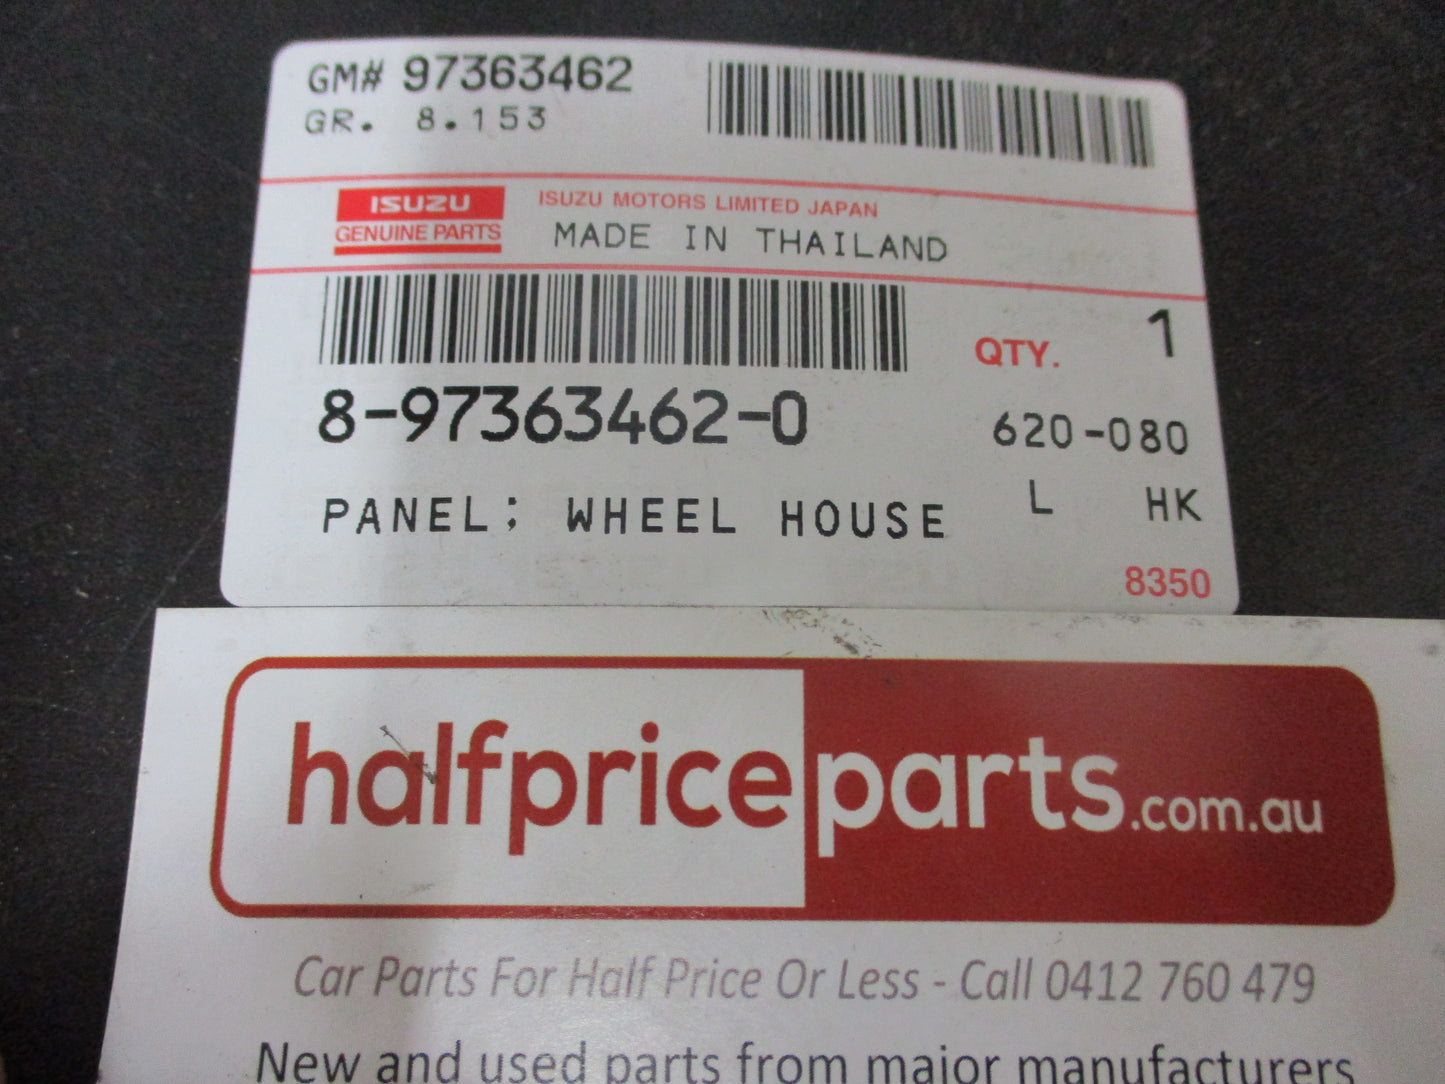 GM# 97363462
GR. 8.153
ISUZU
GENUINE PARTS
ISUZU MOTORS LIMITED JAPAN
MADE IN THAILAND
QTY. 1
8-97363462-0
620-080
PANEL; WHEEL HOUSE
L HK
8350
halfpriceparts.com.au
Car Parts For Half Price Or Less - Call 0412 760 479
New and used parts from major manufacturers